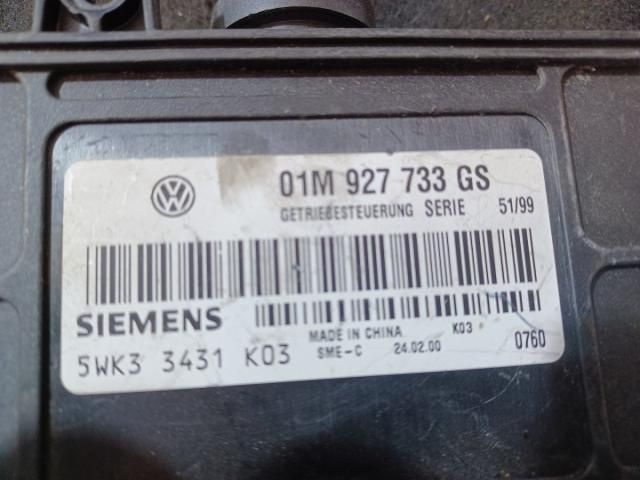 VW
01M 927 733 GS
GETRIEBESTEUERUNG SERIE 51/99
SIEMENS
MADE IN CHINA K03
5WK3 3431 K03 SME-C 24.02.00 0760